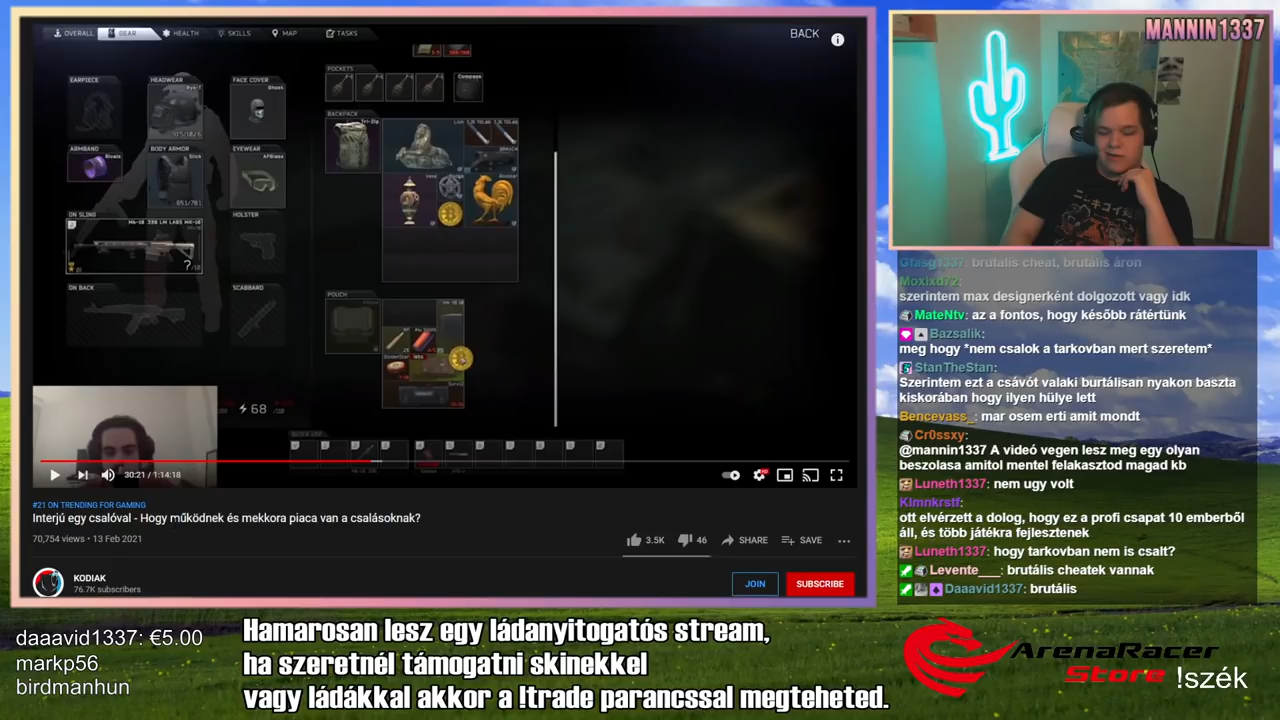 OVERALL
GEAR
HEALTH
SKILLS
MAP
TASKS
BACK
EARPIECE
HEADWEAR
FACE COVER
Ghost
ARMBAND
Rivals
BODY ARMOR
EYEWEAR
ON SLING
HOLSTER
ON BACK
SCABBARD
POCKETS
Compass
BACKPACK
Tri-Zip
Lion
Rooster
POUCH
68
QUICK USE
30:21 / 1:14:18
#21 ON TRENDING FOR GAMING
Interjú egy csalóval - Hogy működnek és mekkora piaca van a csalásoknak?
70,754 views • 13 Feb 2021
3.5K
46
SHARE
SAVE
KODIAK
76.7K subscribers
JOIN
SUBSCRIBE
MANNIN1337
Gfasg1337: brutális cheat, brutális áron
Moxixd72:
szerintem max designerként dolgozott vagy idk
MateNtv: az a fontos, hogy később rátértünk
Bazsalik:
meg hogy *nem csalok a tarkovban mert szeretem*
StanTheStan:
Szerintem ezt a csávót valaki burtálisan nyakon baszta
kiskorában hogy ilyen hülye lett
Bencevass_: mar osem erti amit mondt
Cr0ssxy:
@mannin1337 A videó vegen lesz meg egy olyan
beszolasa amitol mentel felakasztod magad kb
Luneth1337: nem ugy volt
Klmnkrstf:
ott elvérzett a dolog, hogy ez a profi csapat 10 emberből
áll, és több játékra fejlesztenek
Luneth1337: hogy tarkovban nem is csalt?
Levente___: brutális cheatek vannak
Daaavid1337: brutális
daaavid1337: €5.00
markp56
birdmanhun
Hamarosan lesz egy ládanyitogatós stream,
ha szeretnél támogatni skinekkel
vagy ládákkal akkor a !trade parancssal megteheted.
ArenaRacer
Store
!szék